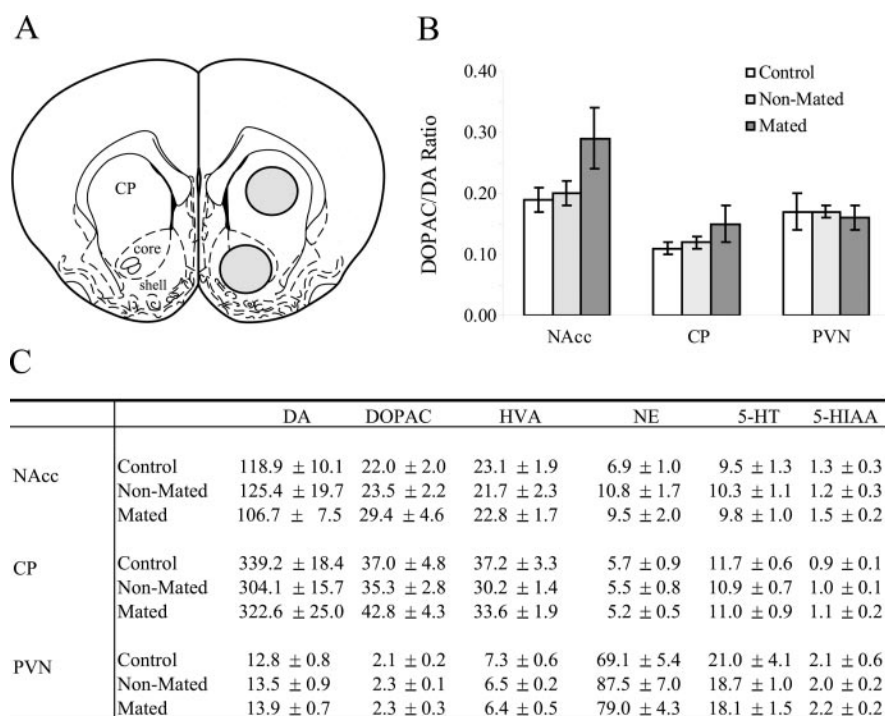 A
CP
core
shell
B
DOPAC/DA Ratio
0.40
0.30
0.20
0.10
0.00
Control
Non-Mated
Mated
NAcc CP PVN
C
DA DOPAC HVA NE 5-HT 5-HIAA
NAcc
Control 118.9 ± 10.1 22.0 ± 2.0 23.1 ± 1.9 6.9 ± 1.0 9.5 ± 1.3 1.3 ± 0.3
Non-Mated 125.4 ± 19.7 23.5 ± 2.2 21.7 ± 2.3 10.8 ± 1.7 10.3 ± 1.1 1.2 ± 0.3
Mated 106.7 ± 7.5 29.4 ± 4.6 22.8 ± 1.7 9.5 ± 2.0 9.8 ± 1.0 1.5 ± 0.2
CP
Control 339.2 ± 18.4 37.0 ± 4.8 37.2 ± 3.3 5.7 ± 0.9 11.7 ± 0.6 0.9 ± 0.1
Non-Mated 304.1 ± 15.7 35.3 ± 2.8 30.2 ± 1.4 5.5 ± 0.8 10.9 ± 0.7 1.0 ± 0.1
Mated 322.6 ± 25.0 42.8 ± 4.3 33.6 ± 1.9 5.2 ± 0.5 11.0 ± 0.9 1.1 ± 0.2
PVN
Control 12.8 ± 0.8 2.1 ± 0.2 7.3 ± 0.6 69.1 ± 5.4 21.0 ± 4.1 2.1 ± 0.6
Non-Mated 13.5 ± 0.9 2.3 ± 0.1 6.5 ± 0.2 87.5 ± 7.0 18.7 ± 1.0 2.0 ± 0.2
Mated 13.9 ± 0.7 2.3 ± 0.3 6.4 ± 0.5 79.0 ± 4.3 18.1 ± 1.5 2.2 ± 0.2